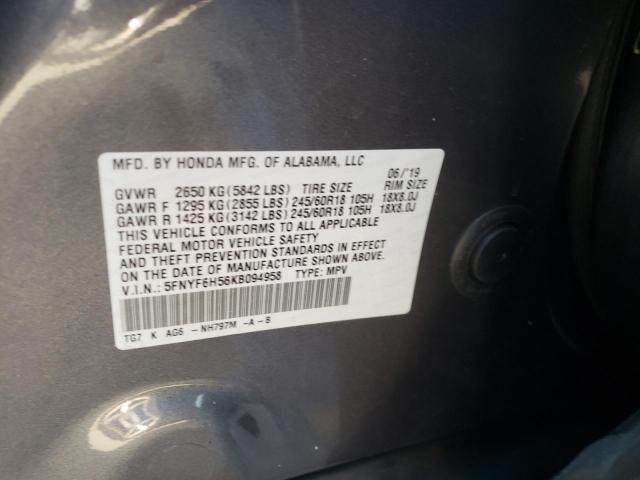 MFD. BY HONDA MFG. OF ALABAMA, LLC 06/'19
GVWR 2650 KG (5842 LBS) TIRE SIZE RIM SIZE
GAWR F 1295 KG (2855 LBS) 245/60R18 105H 18X8.0J
GAWR R 1425 KG (3142 LBS) 245/60R18 105H 18X8.0J
THIS VEHICLE CONFORMS TO ALL APPLICABLE
FEDERAL MOTOR VEHICLE SAFETY
AND THEFT PREVENTION STANDARDS IN EFFECT
ON THE DATE OF MANUFACTURE SHOWN ABOVE.
V.I.N.: 5FNYF6H56KB094958 TYPE: MPV
TG7 K AG6 -NH797M -A-B